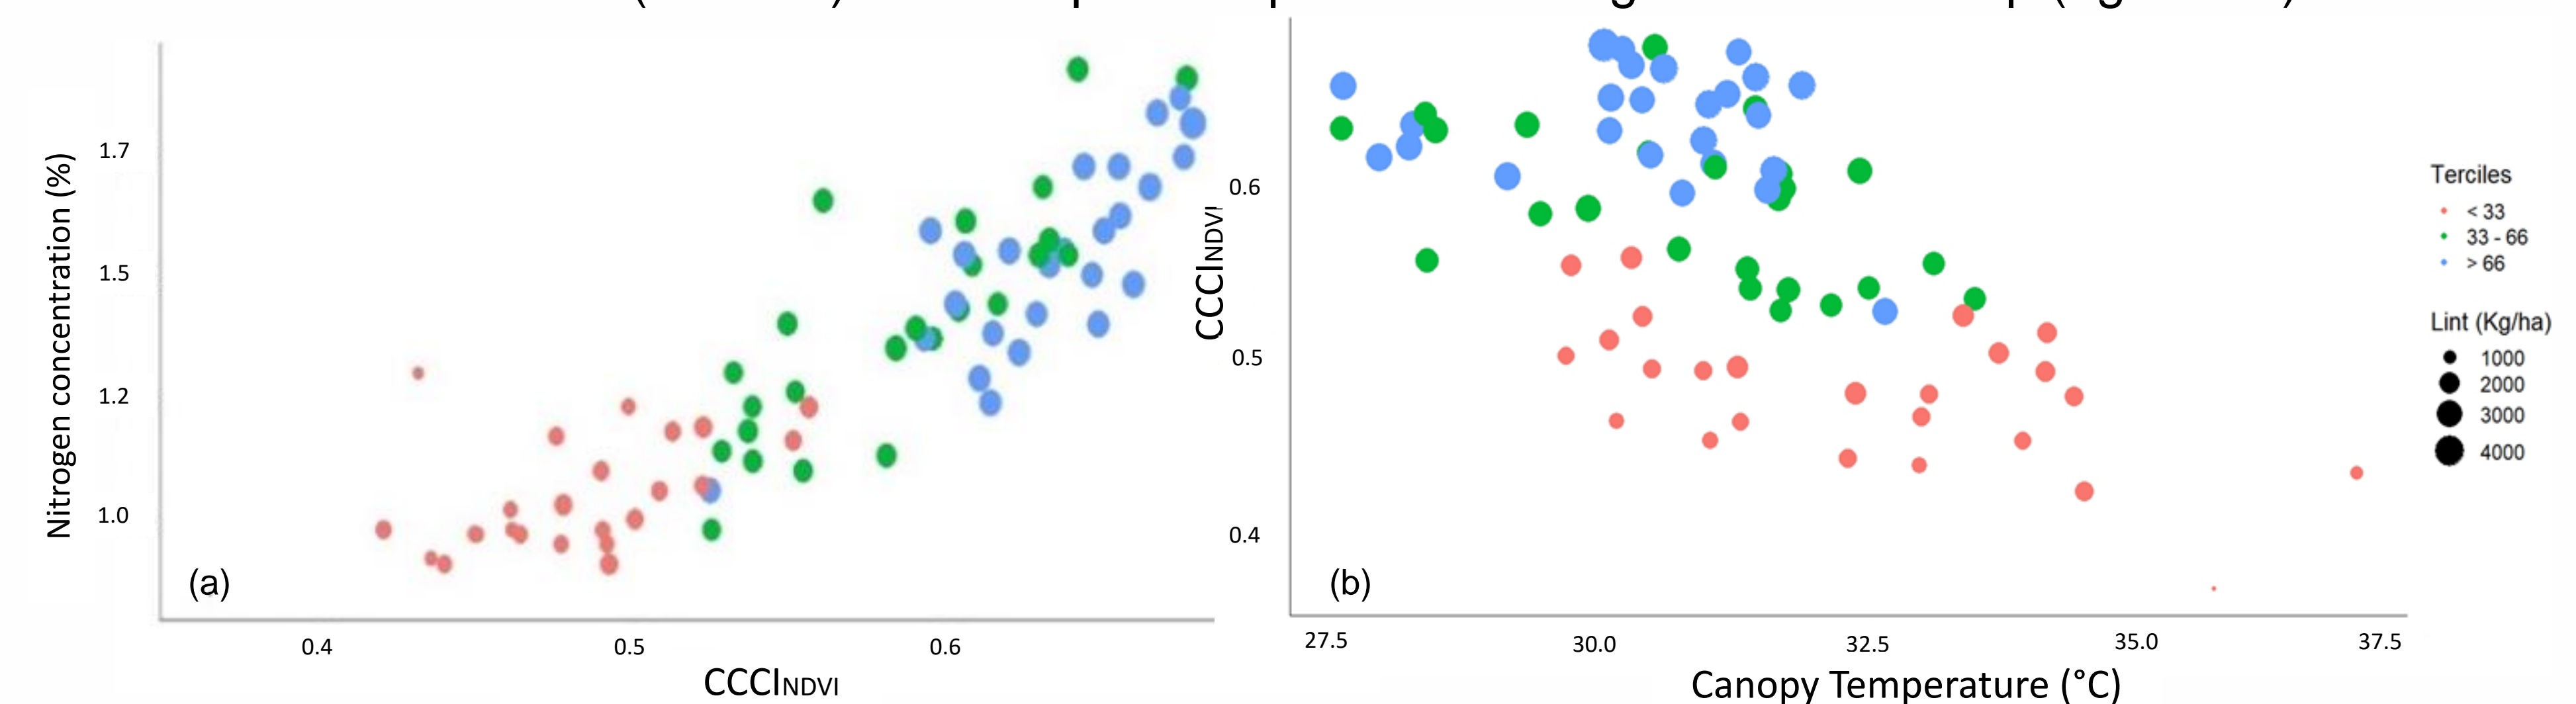 Nitrogen concentration (%)
1.7
1.5
1.2
1.0
(a)
0.4 0.5 0.6
CCCINDVI
CCCINDVI
0.6
0.5
0.4
(b)
27.5 30.0 32.5 35.0 37.5
Canopy Temperature (°C)
Terciles
< 33
33 - 66
> 66
Lint (Kg/ha)
1000
2000
3000
4000